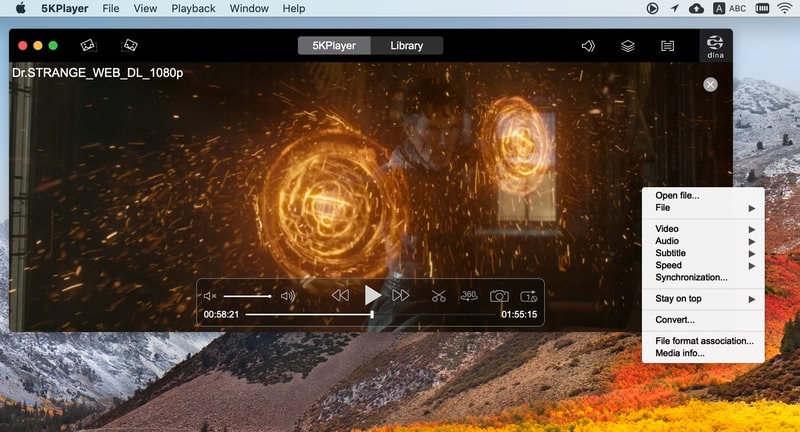 5KPlayer File View Playback Window Help
A ABC
5KPlayer Library
dlna
Dr.STRANGE_WEB_DL_1080p
Open file...
File
Video
Audio
Subtitle
Speed
Synchronization...
Stay on top
Convert...
File format association...
Media info...
360
1
00:58:21 01:55:15